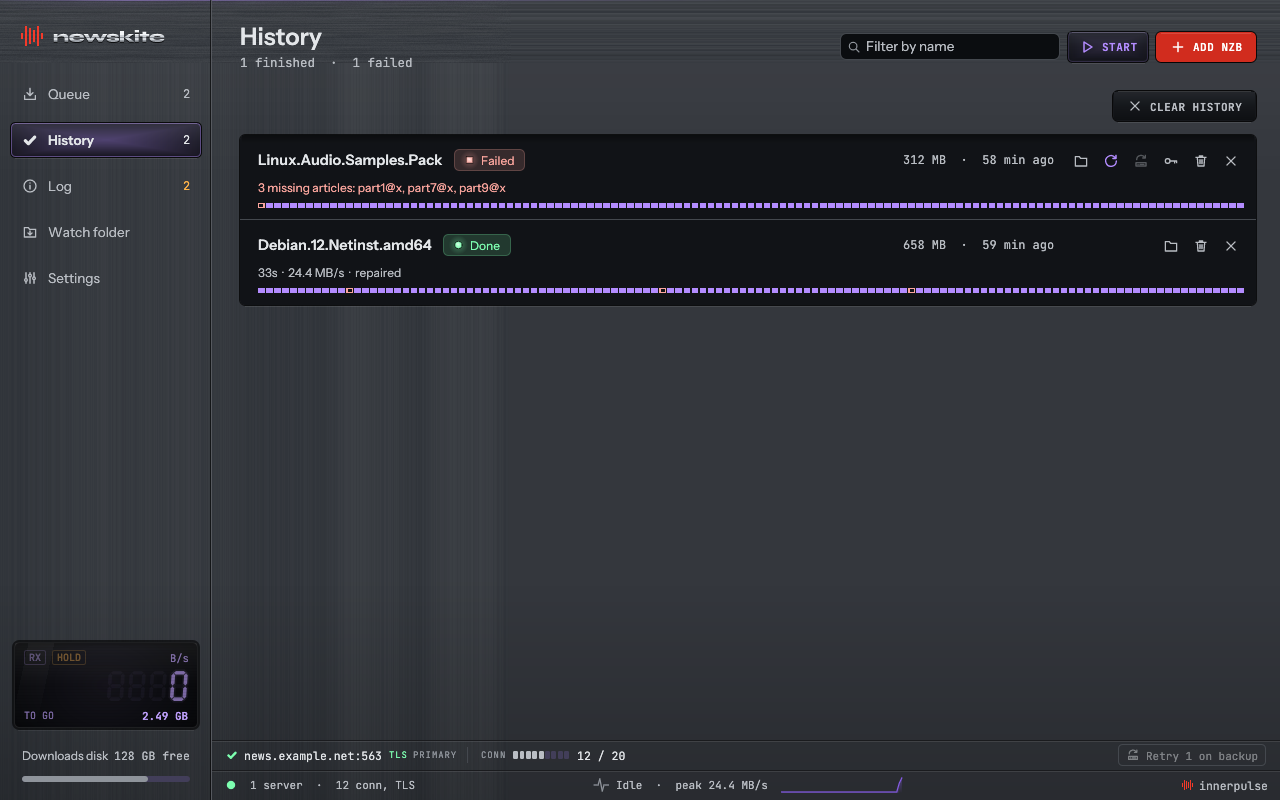 newskite
Queue 2
History 2
Log 2
Watch folder
Settings
RX HOLD B/s
0
TO GO 2.49 GB
Downloads disk 128 GB free
History
1 finished · 1 failed
Filter by name
START
ADD NZB
CLEAR HISTORY
Linux.Audio.Samples.Pack Failed 312 MB · 58 min ago
3 missing articles: part1@x, part7@x, part9@x
Debian.12.Netinst.amd64 Done 658 MB · 59 min ago
33s · 24.4 MB/s · repaired
news.example.net:563 TLS PRIMARY CONN 12 / 20 Retry 1 on backup
1 server · 12 conn, TLS Idle · peak 24.4 MB/s innerpulse